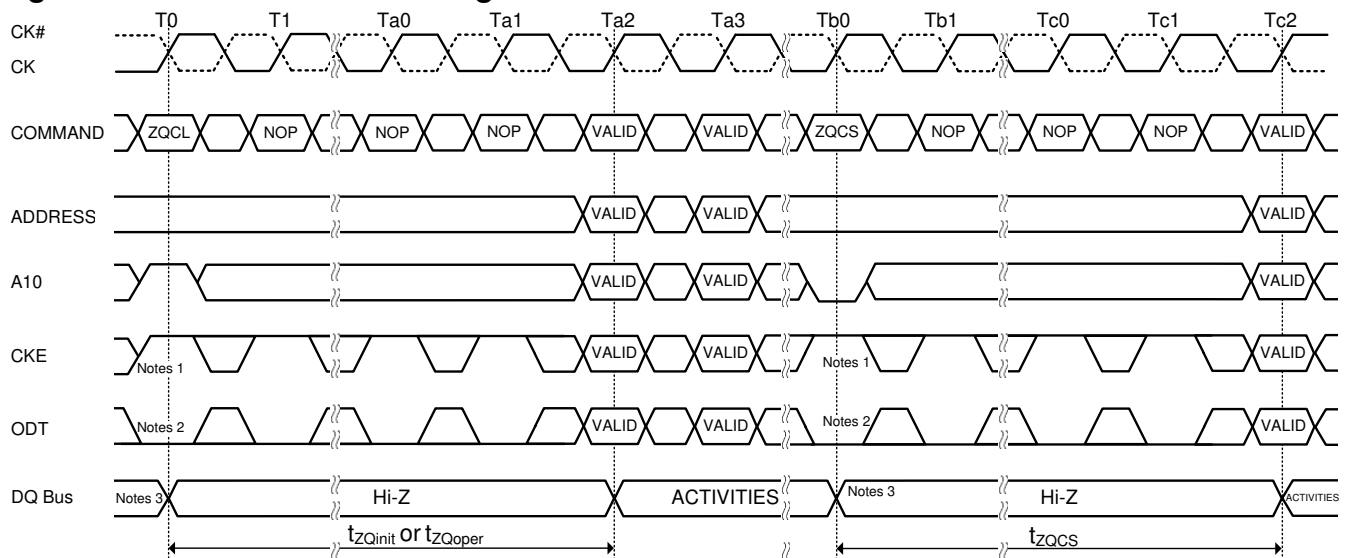 T0 T1 Ta0 Ta1 Ta2 Ta3 Tb0 Tb1 Tc0 Tc1 Tc2
CK#
CK
COMMAND ZQCL NOP NOP NOP VALID VALID ZQCS NOP NOP NOP VALID
ADDRESS VALID VALID VALID
A10 VALID VALID VALID
CKE Notes 1 VALID VALID Notes 1 VALID
ODT Notes 2 VALID VALID Notes 2 VALID
DQ Bus Notes 3 Hi-Z ACTIVITIES Notes 3 Hi-Z ACTIVITIES
tZQinit or tZQoper tZQCS